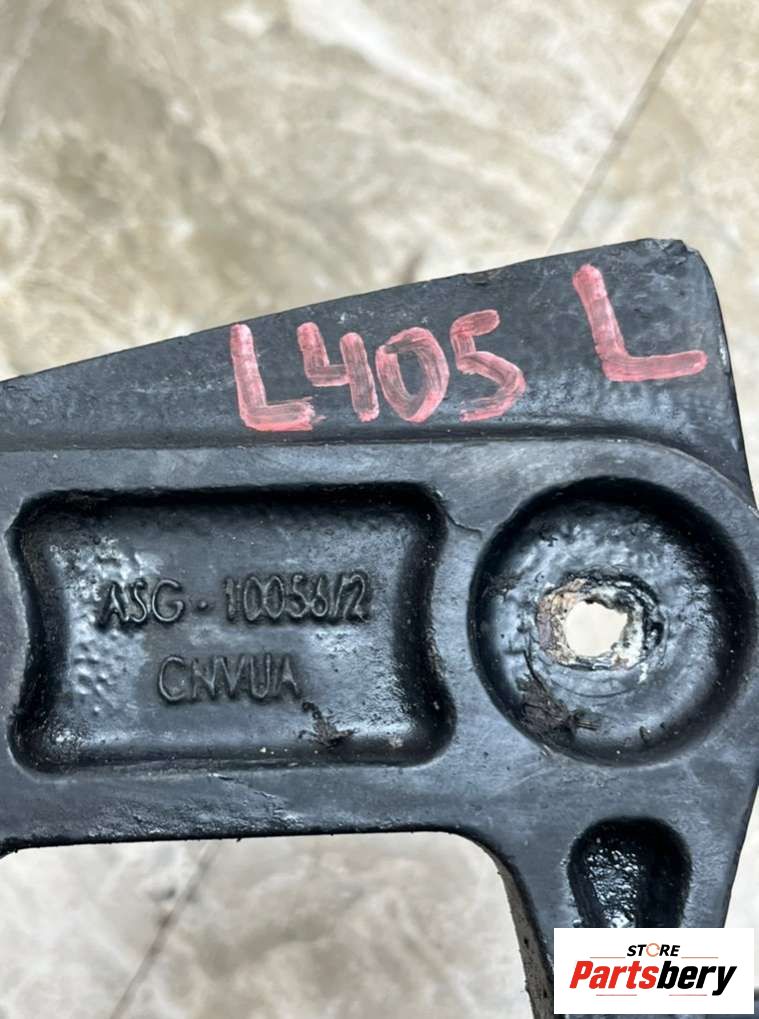 L405 L
ASG - 10056/2
CNVUA
STORE
Partsbery